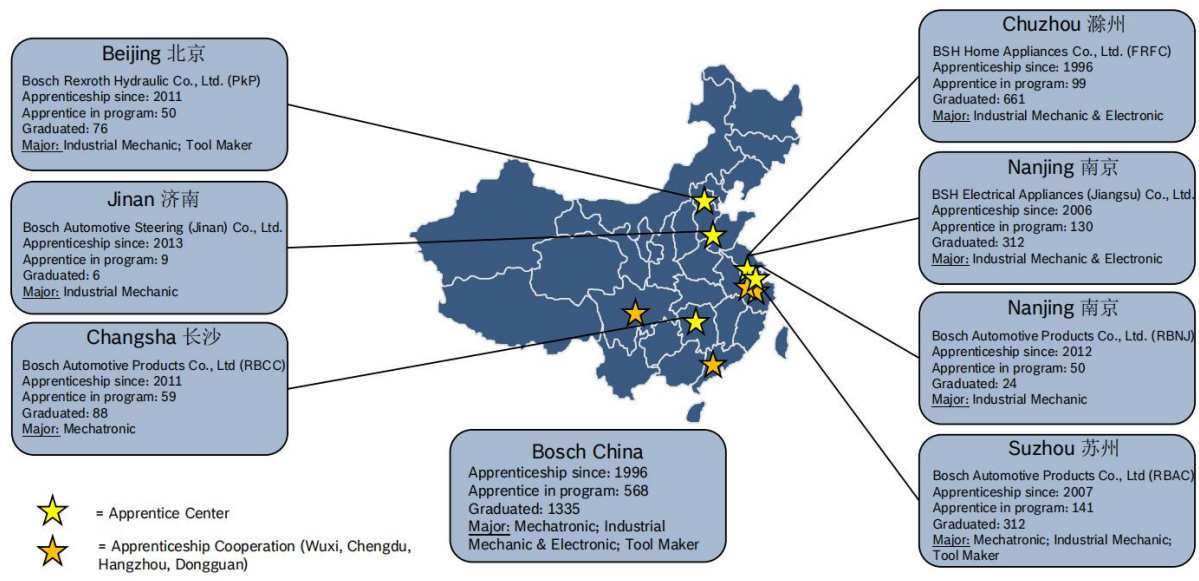 Beijing 北京
Bosch Rexroth Hydraulic Co., Ltd. (PkP)
Apprenticeship since: 2011
Apprentice in program: 50
Graduated: 76
Major: Industrial Mechanic; Tool Maker
Jinan 济南
Bosch Automotive Steering (Jinan) Co., Ltd.
Apprenticeship since: 2013
Apprentice in program: 9
Graduated: 6
Major: Industrial Mechanic
Changsha 长沙
Bosch Automotive Products Co., Ltd (RBCC)
Apprenticeship since: 2011
Apprentice in program: 59
Graduated: 88
Major: Mechatronic
= Apprentice Center
= Apprenticeship Cooperation (Wuxi, Chengdu,
Hangzhou, Dongguan)
Bosch China
Apprenticeship since: 1996
Apprentice in program: 568
Graduated: 1335
Major: Mechatronic; Industrial
Mechanic & Electronic; Tool Maker
Chuzhou 滁州
BSH Home Appliances Co., Ltd. (FRFC)
Apprenticeship since: 1996
Apprentice in program: 99
Graduated: 661
Major: Industrial Mechanic & Electronic
Nanjing 南京
BSH Electrical Appliances (Jiangsu) Co., Ltd.
Apprenticeship since: 2006
Apprentice in program: 130
Graduated: 312
Major: Industrial Mechanic & Electronic
Nanjing 南京
Bosch Automotive Products Co., Ltd. (RBNJ)
Apprenticeship since: 2012
Apprentice in program: 50
Graduated: 24
Major: Industrial Mechanic
Suzhou 苏州
Bosch Automotive Products Co., Ltd (RBAC)
Apprenticeship since: 2007
Apprentice in program: 141
Graduated: 312
Major: Mechatronic; Industrial Mechanic;
Tool Maker